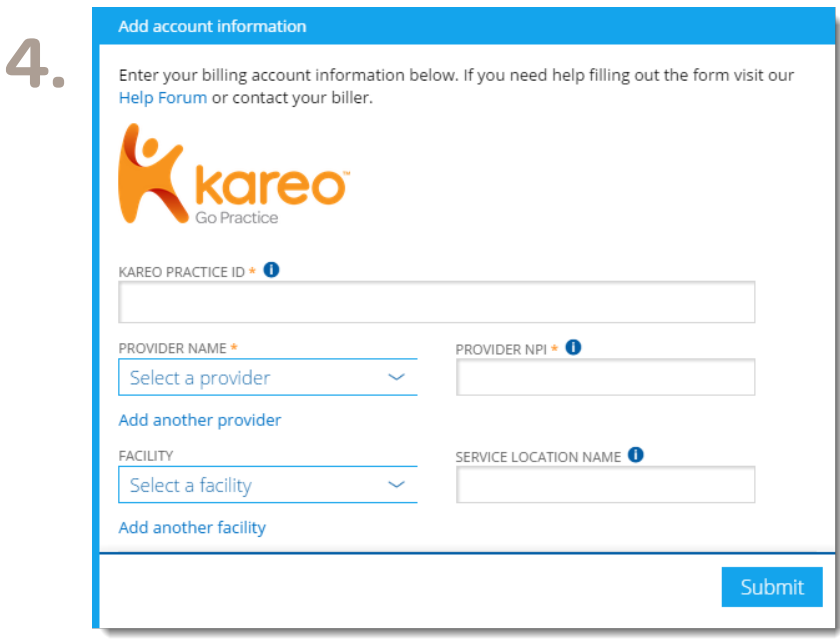 4.
Add account information
Enter your billing account information below. If you need help filling out the form visit our
Help Forum or contact your biller.
kareo™
Go Practice
KAREO PRACTICE ID * i
PROVIDER NAME *
PROVIDER NPI * i
Select a provider
Add another provider
FACILITY
SERVICE LOCATION NAME i
Select a facility
Add another facility
Submit